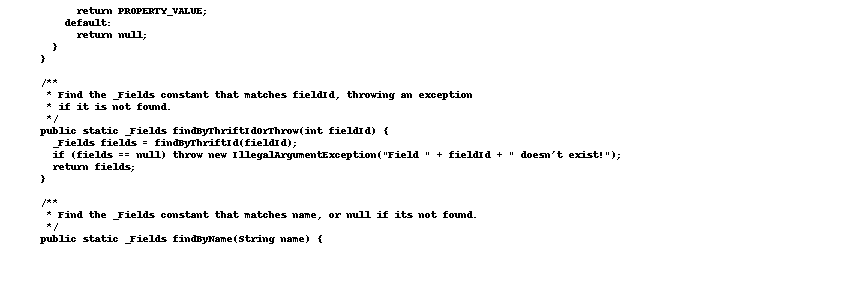 return PROPERTY_VALUE;
default:
return null;
}
}
/**
* Find the _Fields constant that matches fieldId, throwing an exception
* if it is not found.
*/
public static _Fields findByThriftIdOrThrow(int fieldId) {
_Fields fields = findByThriftId(fieldId);
if (fields == null) throw new IllegalArgumentException("Field " + fieldId + " doesn't exist!");
return fields;
}
/**
* Find the _Fields constant that matches name, or null if its not found.
*/
public static _Fields findByName(String name) {